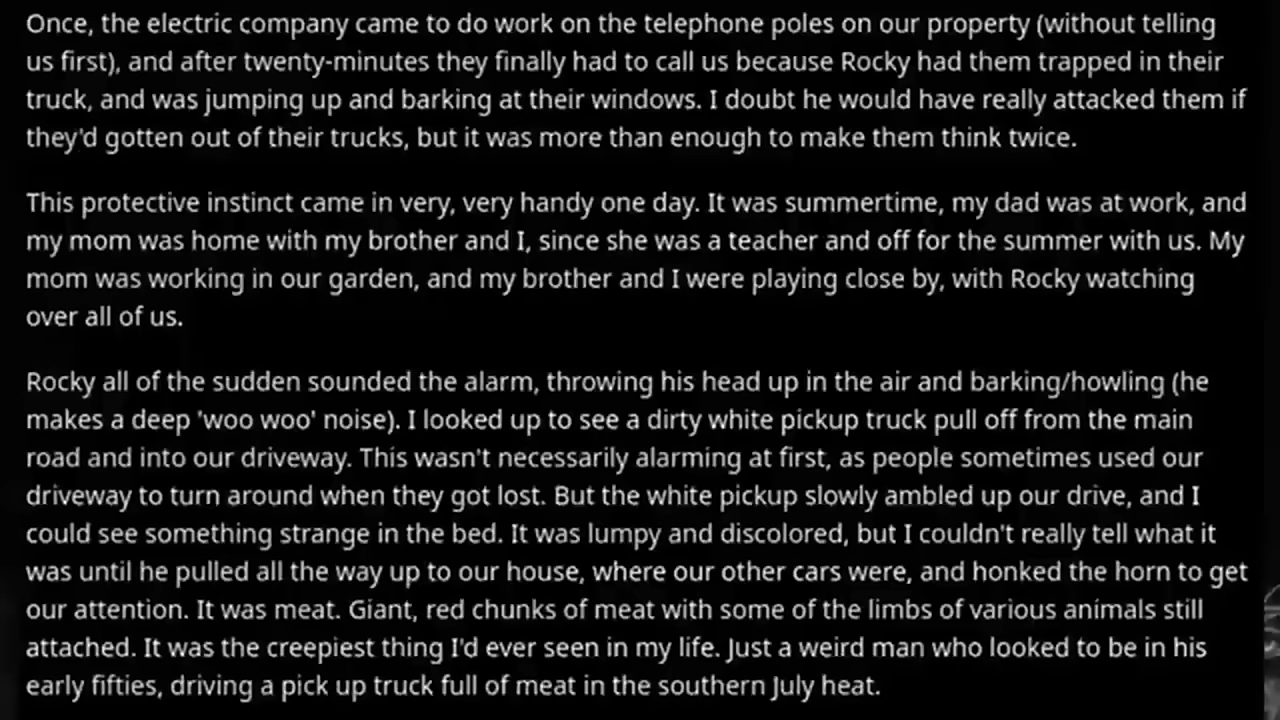 Once, the electric company came to do work on the telephone poles on our property (without telling
us first), and after twenty-minutes they finally had to call us because Rocky had them trapped in their
truck, and was jumping up and barking at their windows. I doubt he would have really attacked them if
they'd gotten out of their trucks, but it was more than enough to make them think twice.
This protective instinct came in very, very handy one day. It was summertime, my dad was at work, and
my mom was home with my brother and I, since she was a teacher and off for the summer with us. My
mom was working in our garden, and my brother and I were playing close by, with Rocky watching
over all of us.
Rocky all of the sudden sounded the alarm, throwing his head up in the air and barking/howling (he
makes a deep 'woo woo' noise). I looked up to see a dirty white pickup truck pull off from the main
road and into our driveway. This wasn't necessarily alarming at first, as people sometimes used our
driveway to turn around when they got lost. But the white pickup slowly ambled up our drive, and I
could see something strange in the bed. It was lumpy and discolored, but I couldn't really tell what it
was until he pulled all the way up to our house, where our other cars were, and honked the horn to get
our attention. It was meat. Giant, red chunks of meat with some of the limbs of various animals still
attached. It was the creepiest thing I'd ever seen in my life. Just a weird man who looked to be in his
early fifties, driving a pick up truck full of meat in the southern July heat.